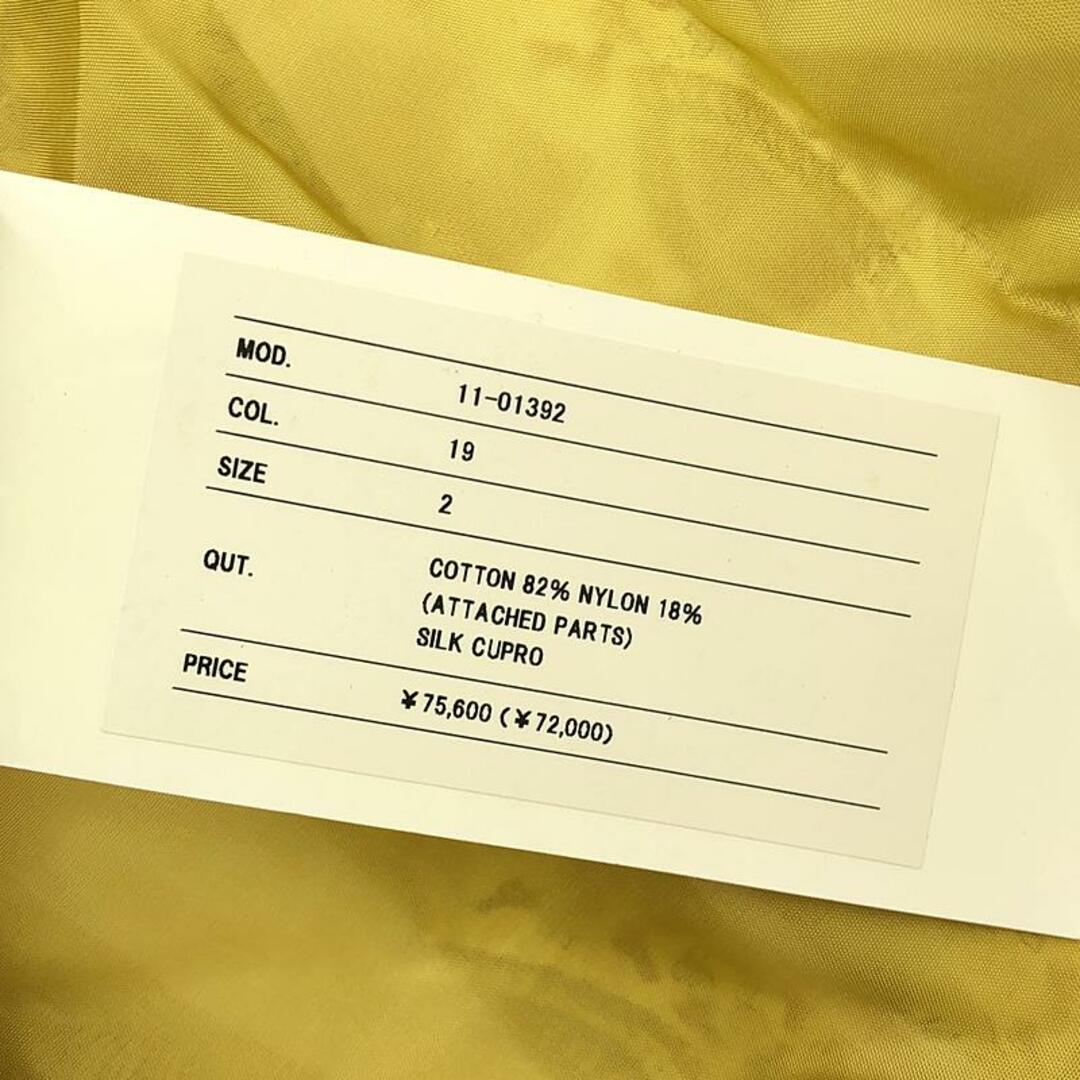 MOD. 11-01392
COL. 19
SIZE 2
QUT. COTTON 82% NYLON 18%
(ATTACHED PARTS)
SILK CUPRO
PRICE ¥75,600 (¥72,000)